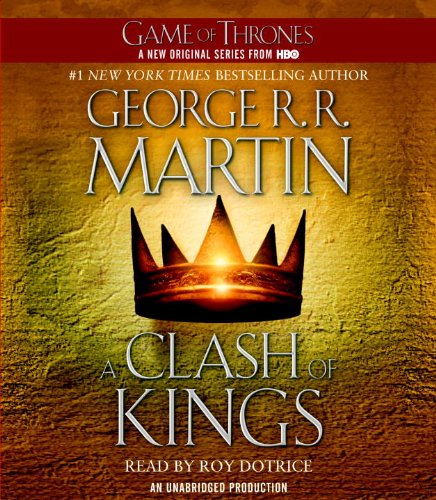 GAME OF THRONES
A NEW ORIGINAL SERIES FROM HBO
#1 NEW YORK TIMES BESTSELLING AUTHOR
GEORGE R. R.
MARTIN
A CLASH OF
KINGS
READ BY ROY DOTRICE
AN UNABRIDGED PRODUCTION